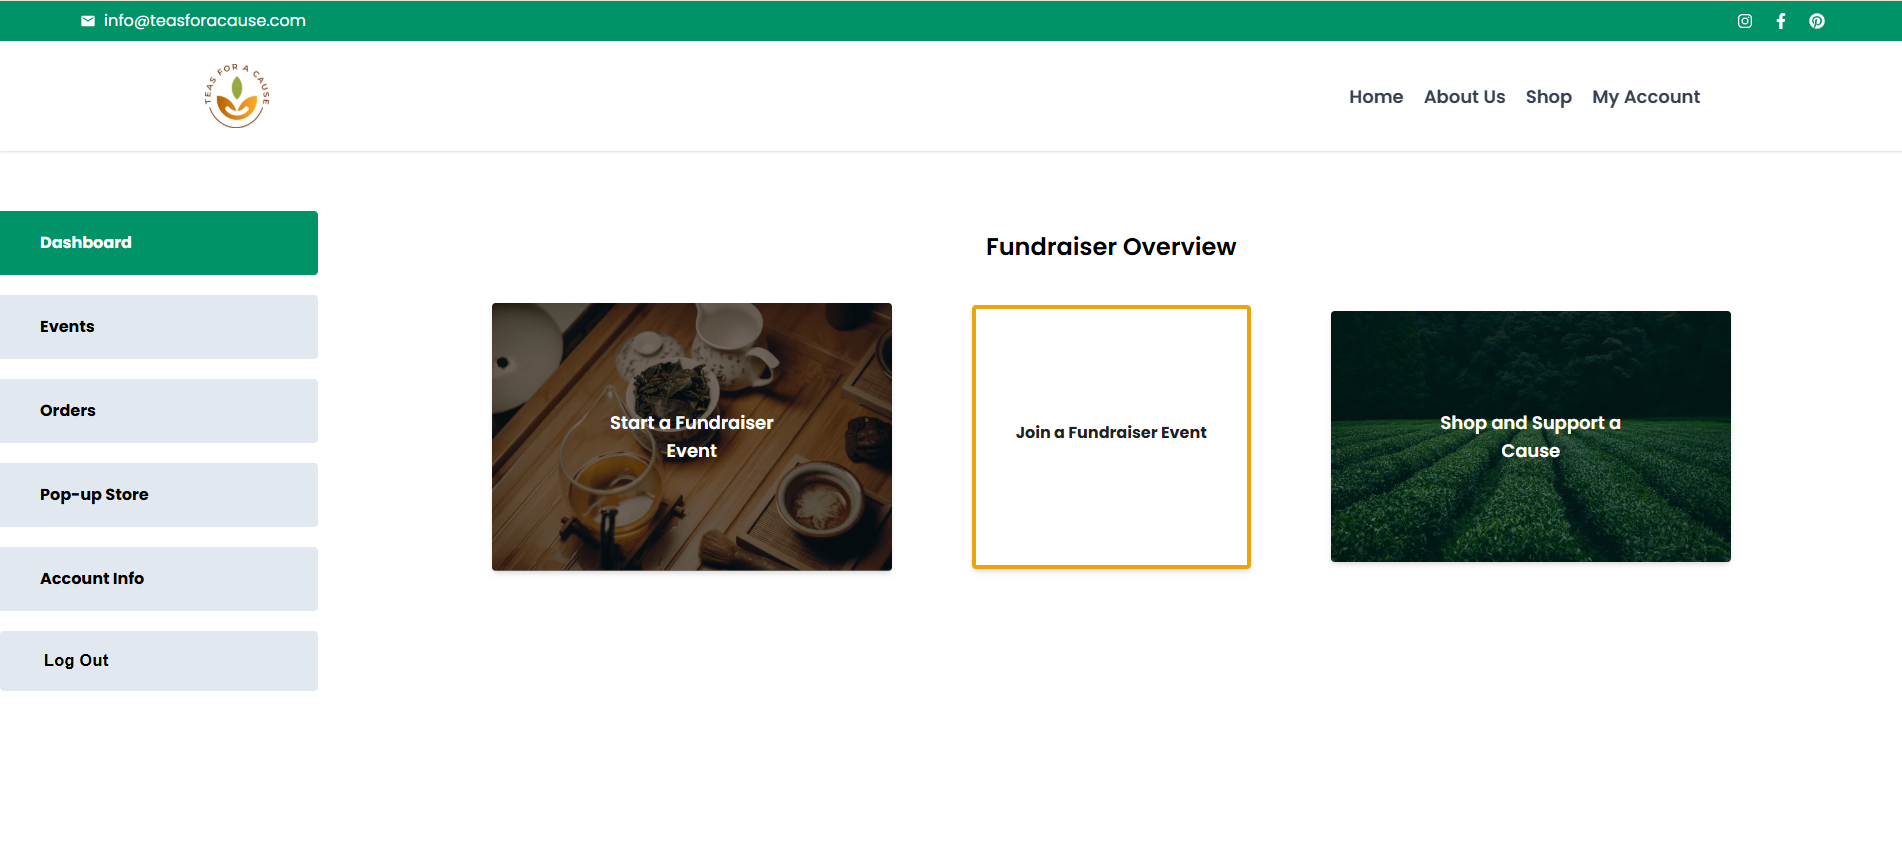 info@teasforacause.com
TEAS FOR A CAUSE
Home About Us Shop My Account
Dashboard
Events
Orders
Pop-up Store
Account Info
Log Out
Fundraiser Overview
Start a Fundraiser
Event
Join a Fundraiser Event
Shop and Support a
Cause